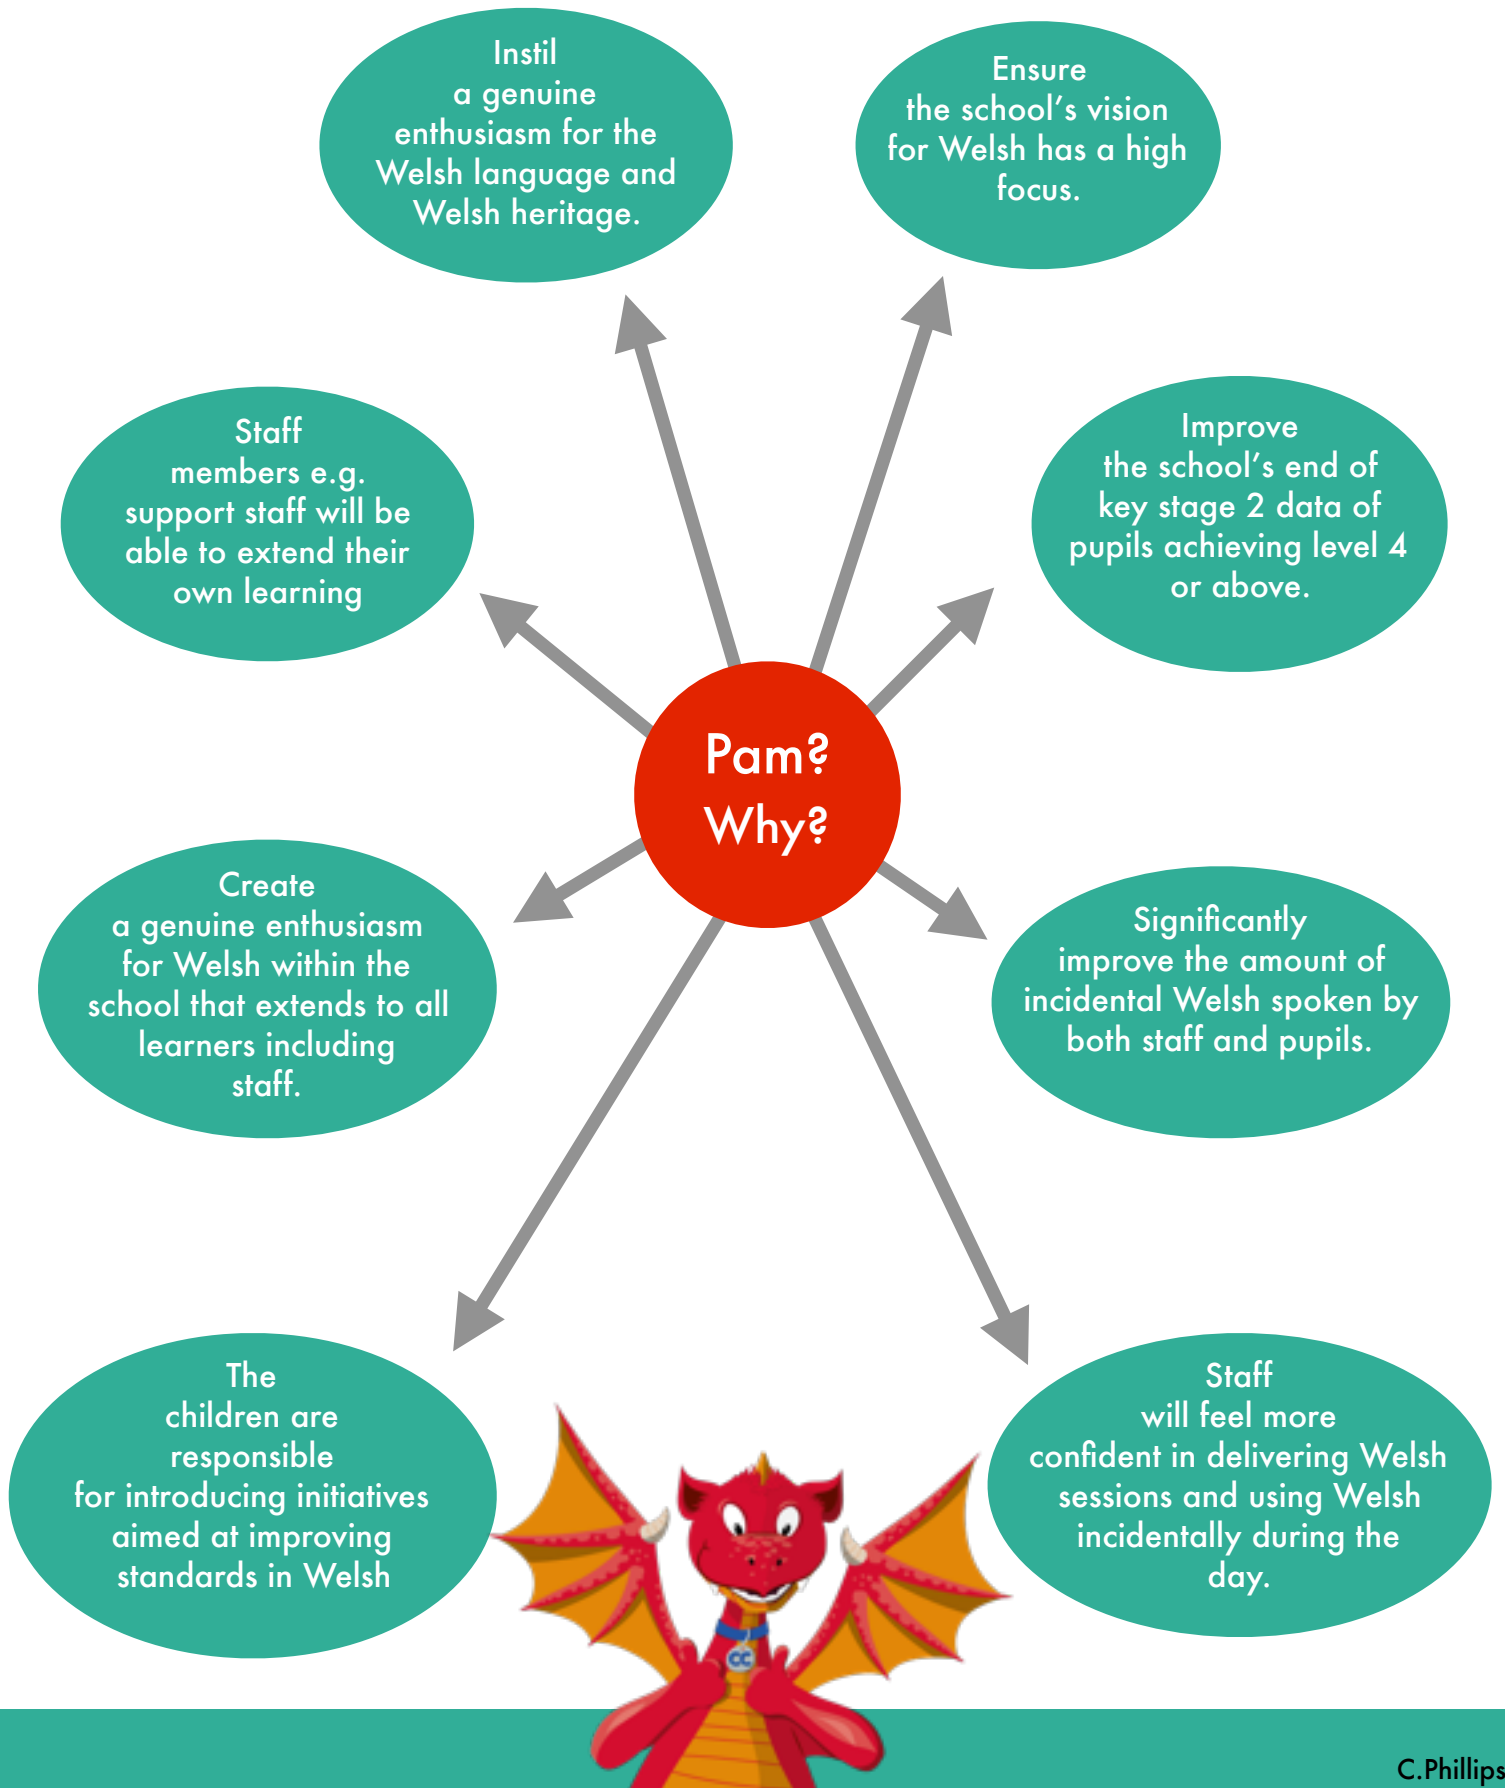 Instil
a genuine
enthusiasm for the
Welsh language and
Welsh heritage.
Ensure
the school's vision
for Welsh has a high
focus.
Staff
members e.g.
support staff will be
able to extend their
own learning
Improve
the school's end of
key stage 2 data of
pupils achieving level 4
or above.
Pam?
Why?
Create
a genuine enthusiasm
for Welsh within the
school that extends to all
learners including
staff.
Significantly
improve the amount of
incidental Welsh spoken by
both staff and pupils.
The
children are
responsible
for introducing initiatives
aimed at improving
standards in Welsh
Staff
will feel more
confident in delivering Welsh
sessions and using Welsh
incidentally during the
day.
CC
C.Phillips